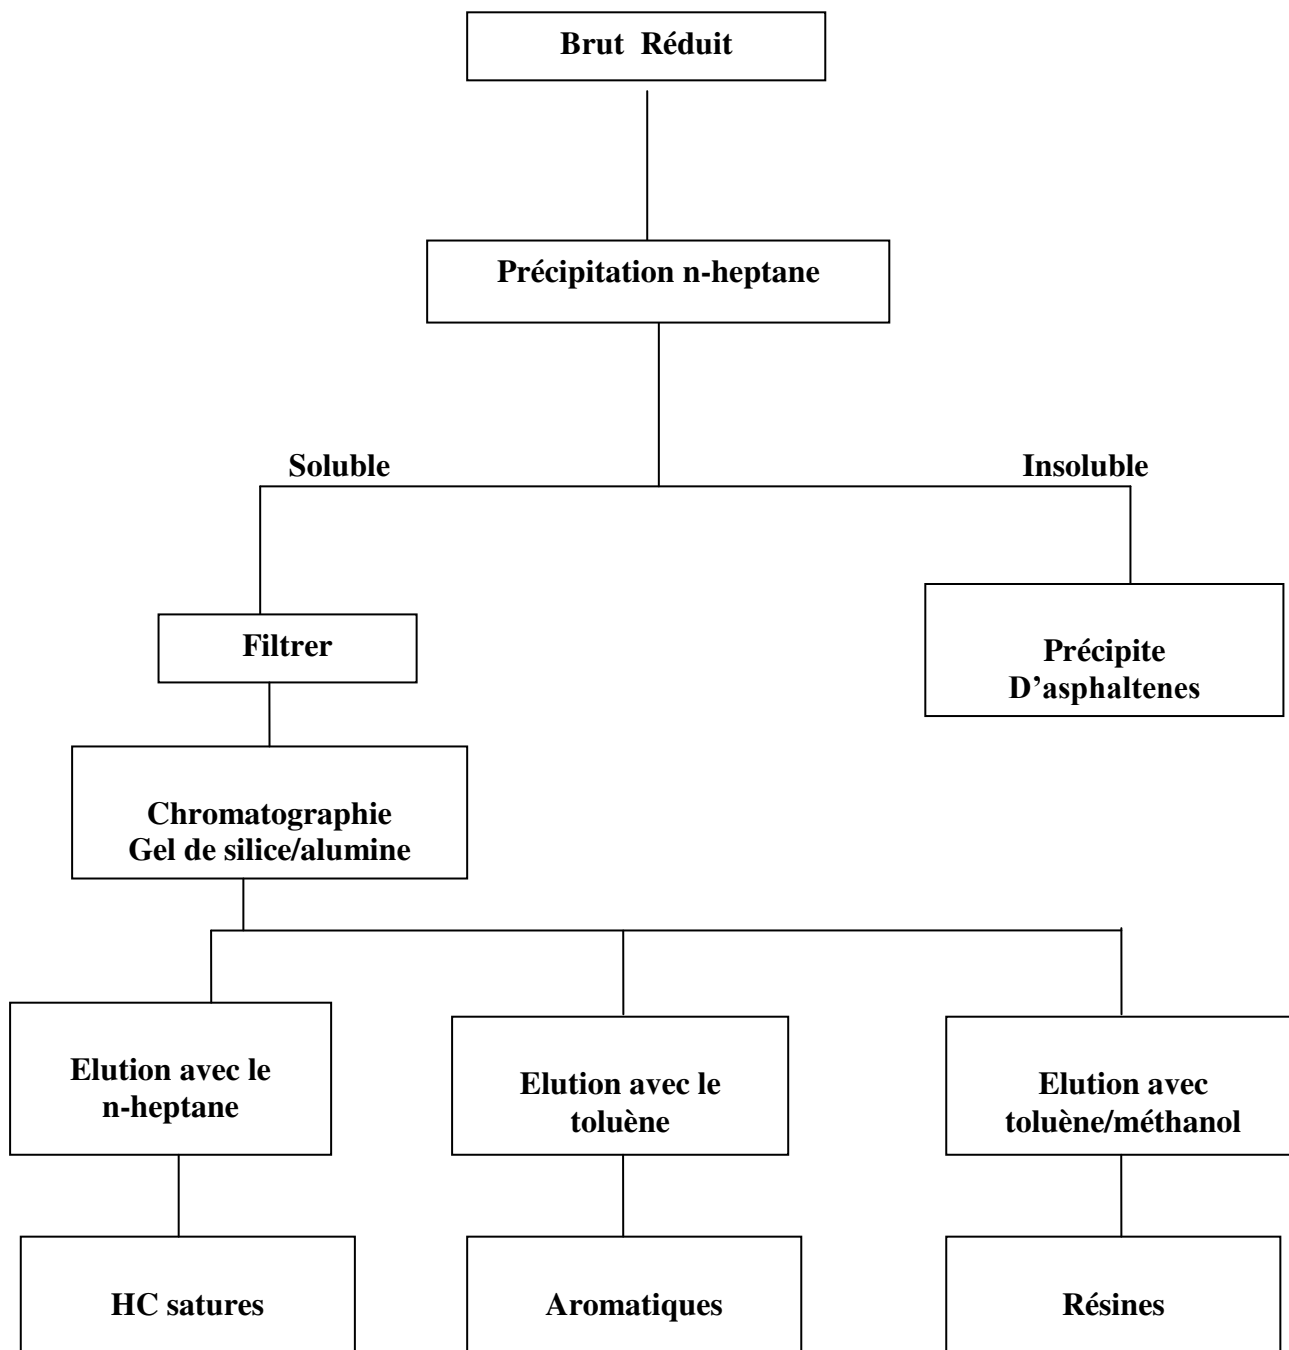 Brut Réduit
Précipitation n-heptane
Soluble
Insoluble
Filtrer
Précipite
D’asphaltenes
Chromatographie
Gel de silice/alumine
Elution avec le
n-heptane
Elution avec le
toluène
Elution avec
toluène/méthanol
HC satures
Aromatiques
Résines